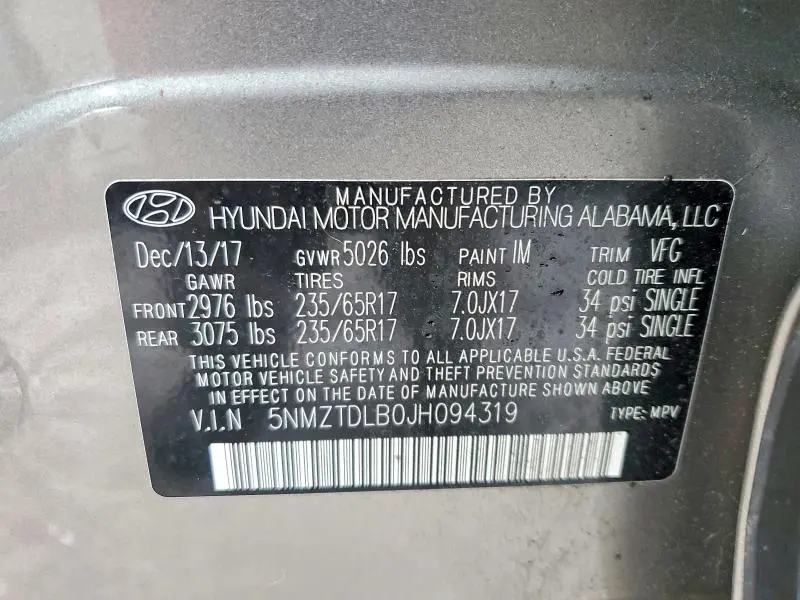 MANUFACTURED BY
HYUNDAI MOTOR MANUFACTURING ALABAMA, LLC
Dec/13/17 GVWR 5026 lbs PAINT IM TRIM VFG
GAWR TIRES RIMS COLD TIRE INFL
FRONT 2976 lbs 235/65R17 7.0JX17 34 psi SINGLE
REAR 3075 lbs 235/65R17 7.0JX17 34 psi SINGLE
THIS VEHICLE CONFORMS TO ALL APPLICABLE U.S.A. FEDERAL
MOTOR VEHICLE SAFETY AND THEFT PREVENTION STANDARDS
IN EFFECT ON THE DATE OF MANUFACTURE SHOWN ABOVE.
V.I.N 5NMZTDLB0JH094319 TYPE: MPV